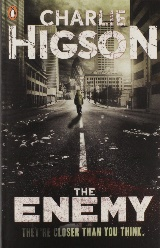 CHARLIE
HIGSON
THE
ENEMY
THEY'RE CLOSER THAN YOU THINK.